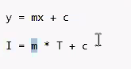 y = mx + c
I = m * T + c